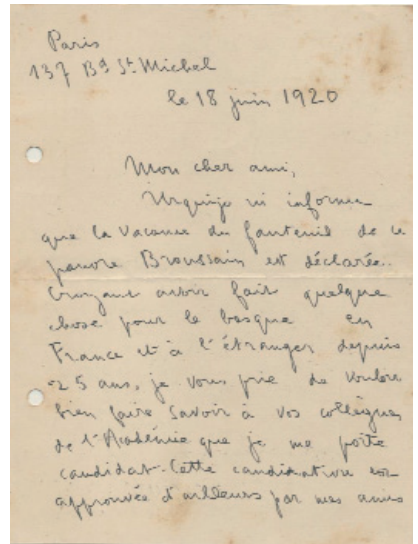 Paris
137 Bd St Michel
le 18 juin 1920
Mon cher ami,
Urquijo m'informe
que la vacance du fauteuil de ce
pauvre Broussain est déclarée.
Croyant avoir fait quelque
chose pour le basque en
France et à l'étranger depuis
25 ans, je vous prie de vouloir
bien faire savoir à vos collègues
de l'Académie que je me porte
candidat. Cette candidature est
approuvée d'ailleurs par mes amis